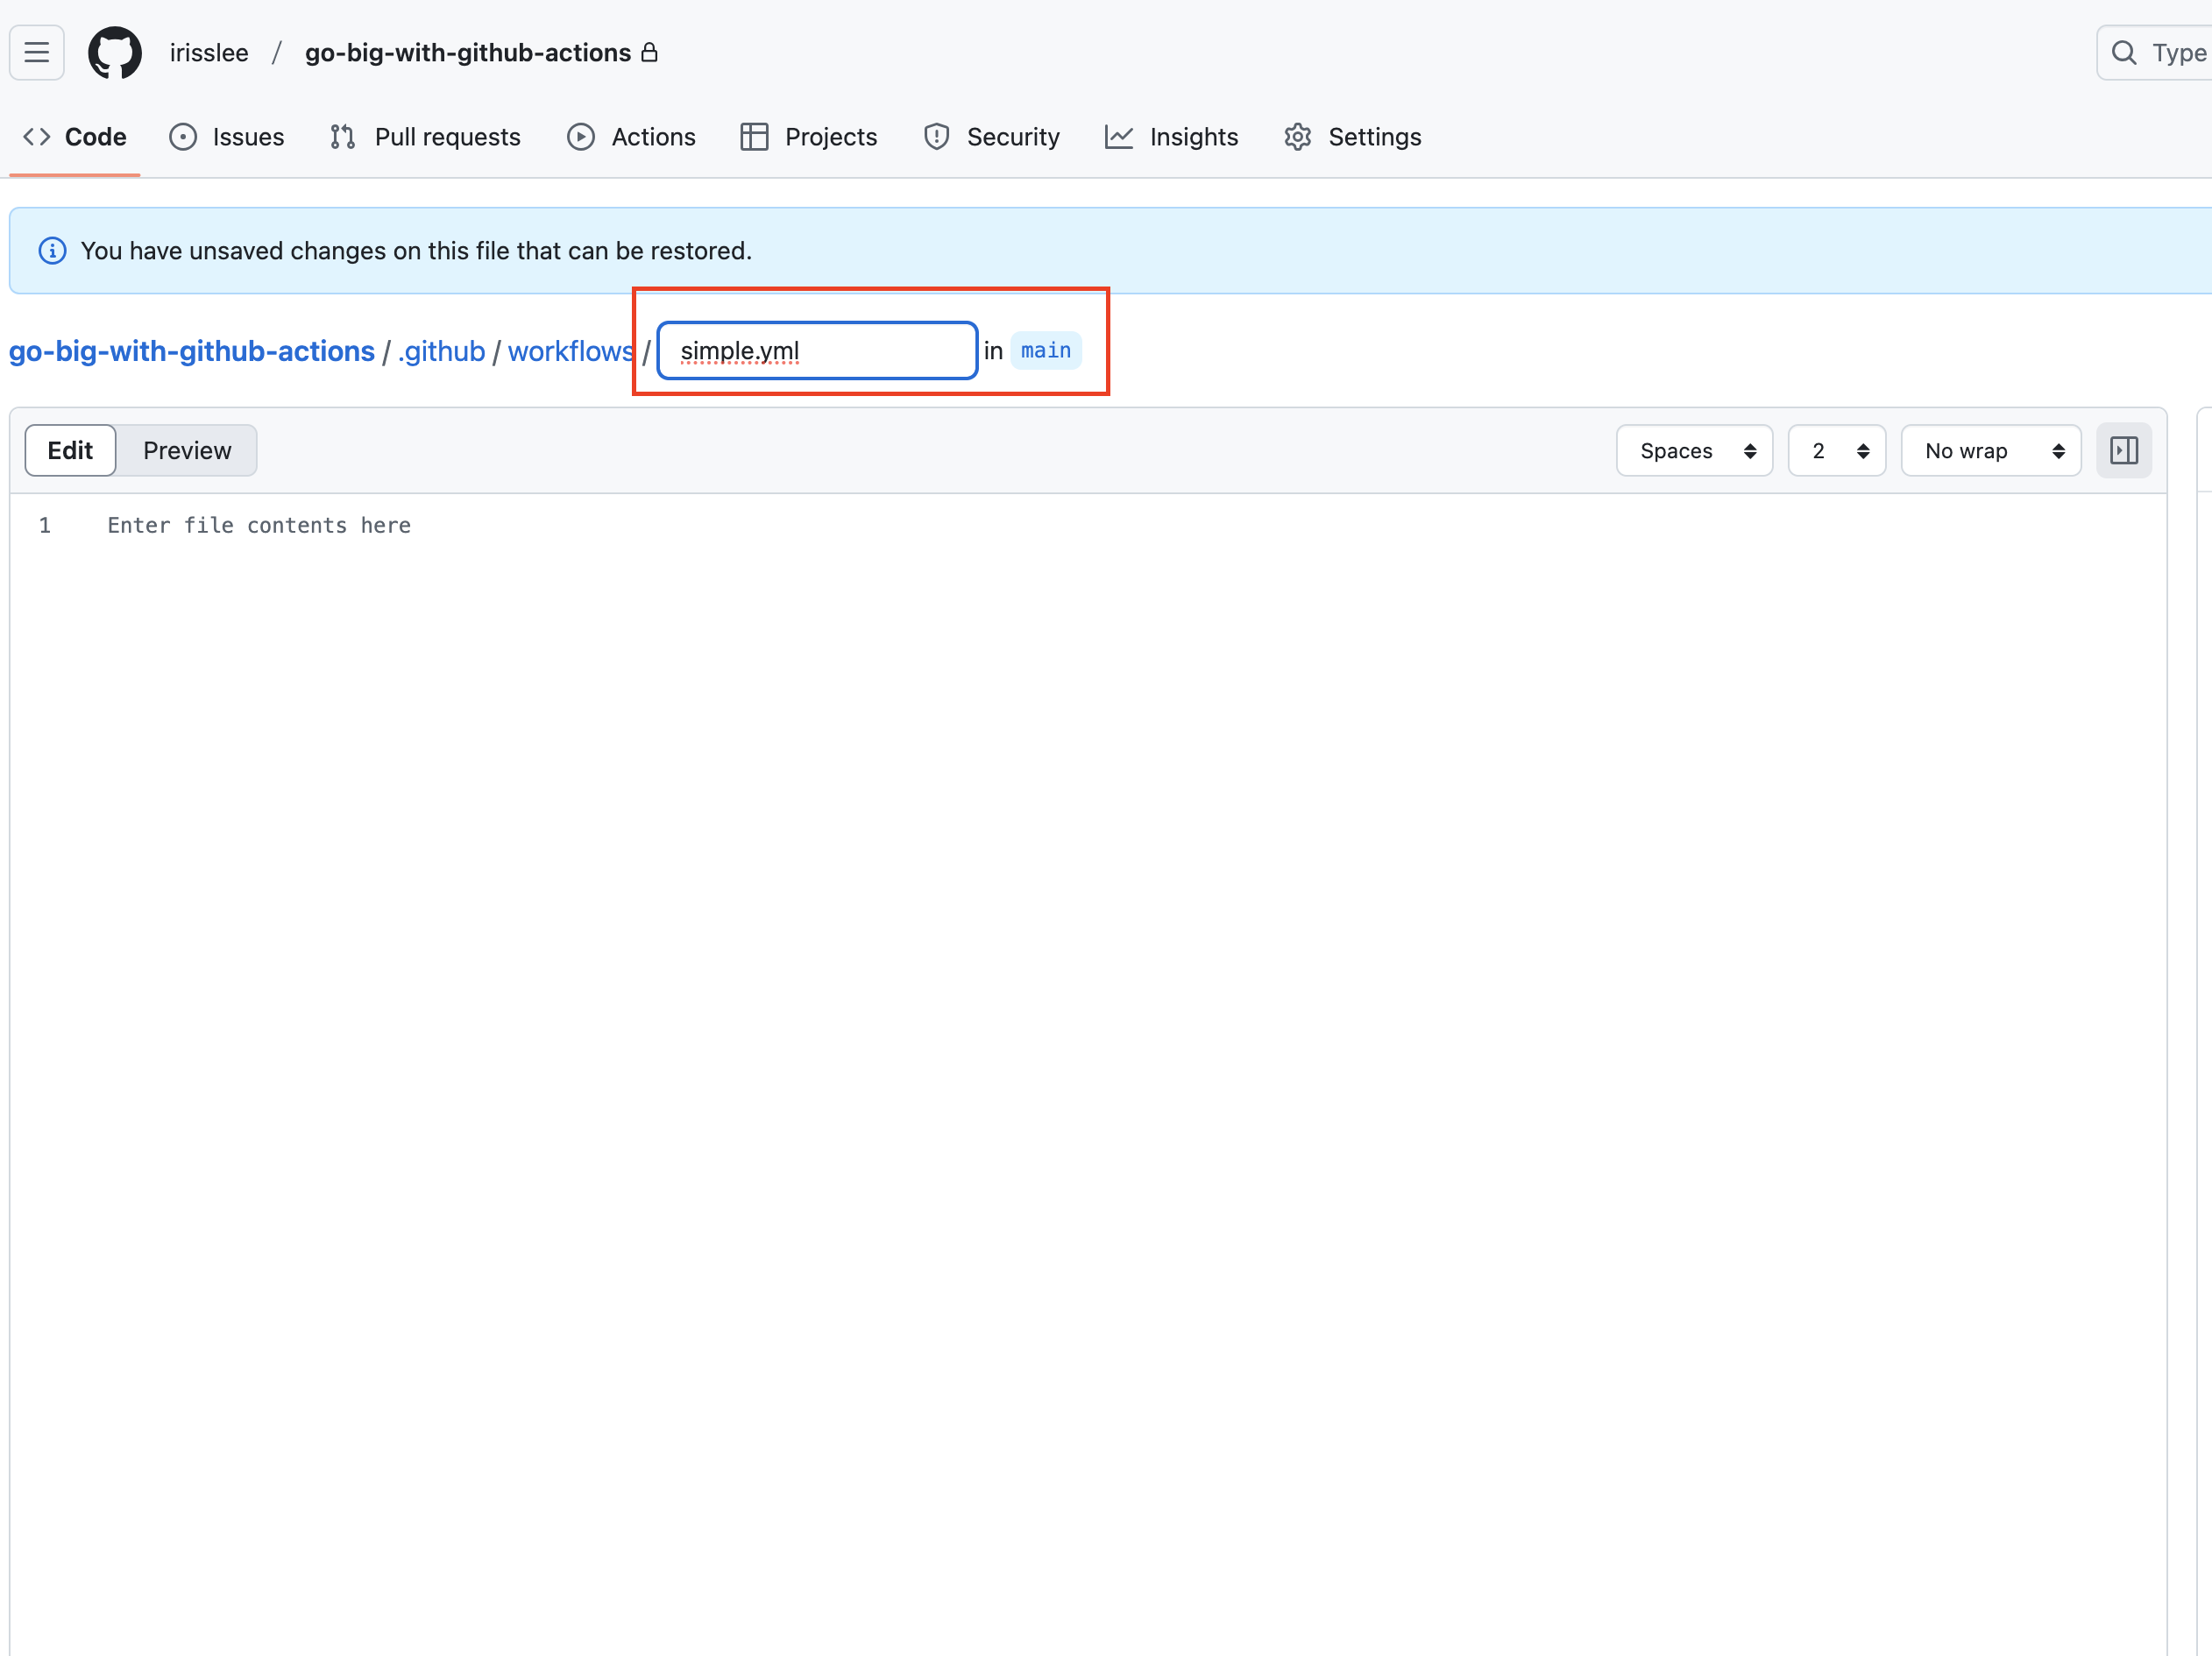 irisslee / go-big-with-github-actions Type
Code Issues Pull requests Actions Projects Security Insights Settings
You have unsaved changes on this file that can be restored.
go-big-with-github-actions / .github / workflows / simple.yml in main
Edit Preview Spaces 2 No wrap
1 Enter file contents here